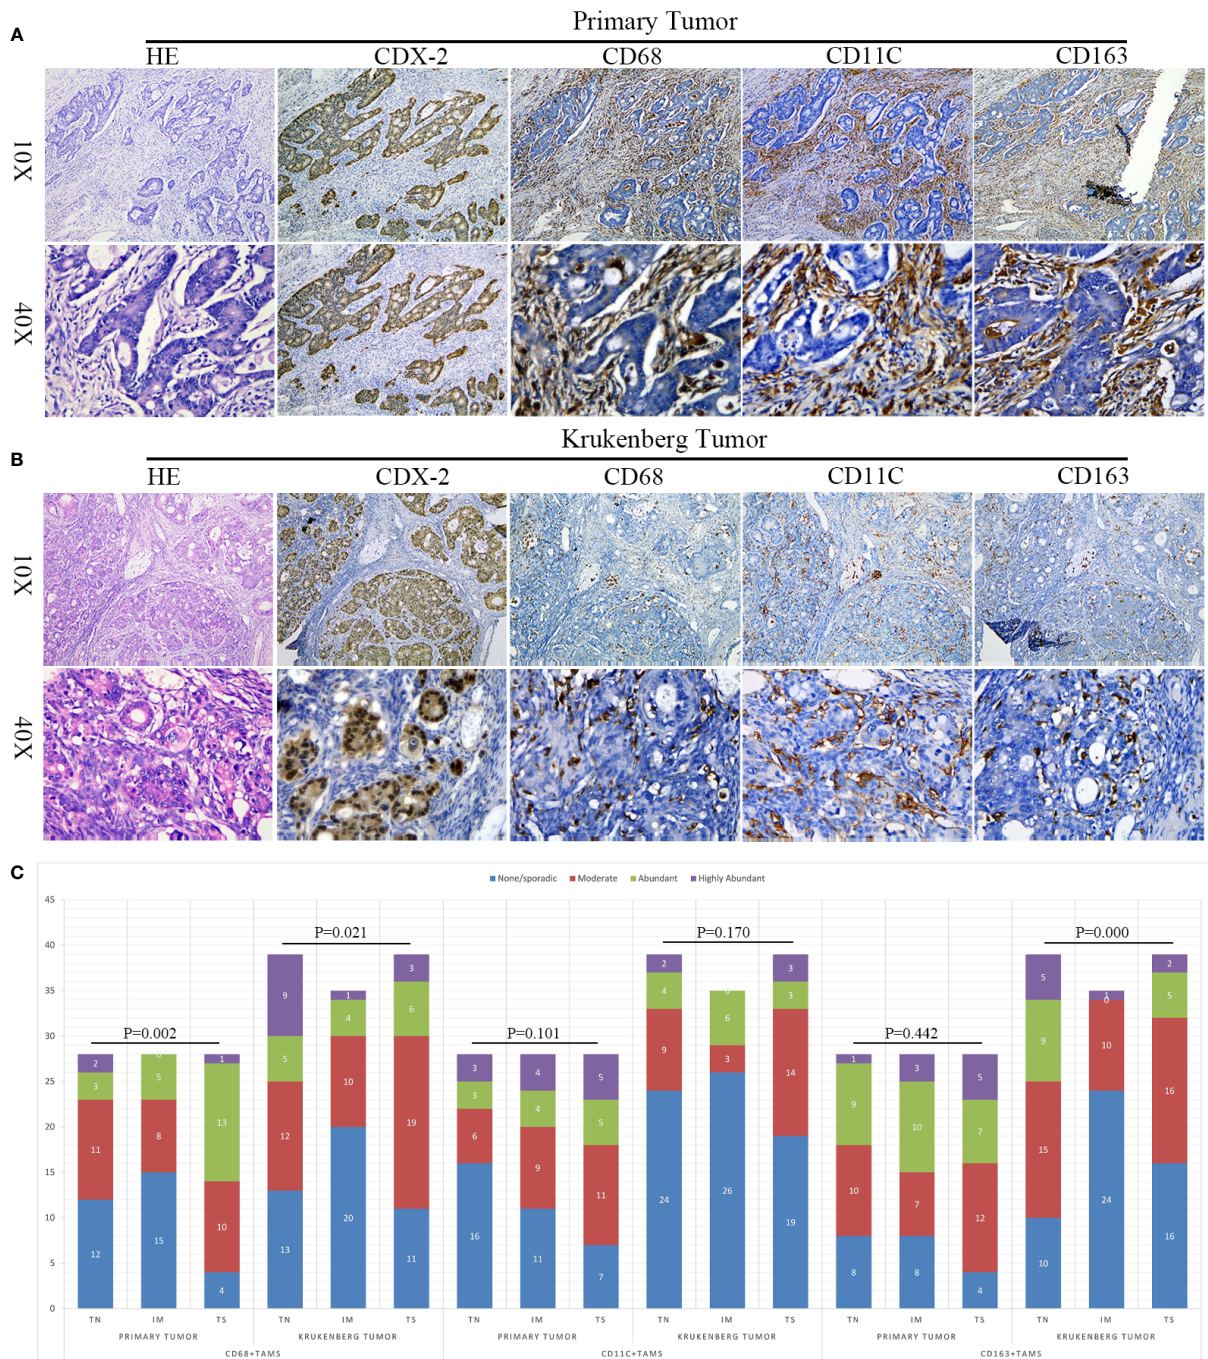 A
Primary Tumor
HE CDX-2 CD68 CD11C CD163
10X
40X
B
Krukenberg Tumor
HE CDX-2 CD68 CD11C CD163
10X
40X
C
None/sporadic Moderate Abundant Highly Abundant
45
40
35
30
25
20
15
10
5
0
P=0.002
P=0.021
P=0.101
P=0.170
P=0.442
P=0.000
2 3 11 12
0 5 8 15
1 13 10 4
9 5 12 13
1 4 10 20
3 6 19 11
3 3 6 16
4 4 9 11
5 5 11 7
2 4 9 24
0 6 3 26
3 3 14 19
1 9 10 8
3 10 7 8
5 7 12 4
5 9 15 10
1 0 10 24
2 5 16 16
TN IM TS TN IM TS TN IM TS TN IM TS TN IM TS TN IM TS
PRIMARY TUMOR KRUKENBERG TUMOR PRIMARY TUMOR KRUKENBERG TUMOR PRIMARY TUMOR KRUKENBERG TUMOR
CD68+TAMS CD11C+TAMS CD163+TAMS